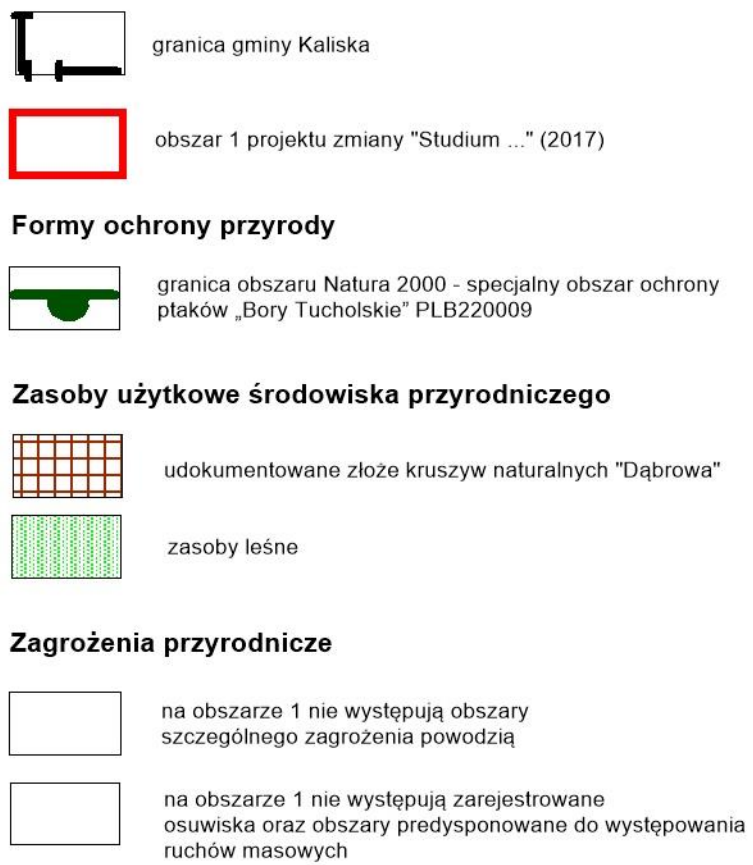 granica gminy Kaliska
obszar 1 projektu zmiany "Studium ..." (2017)
Formy ochrony przyrody
granica obszaru Natura 2000 - specjalny obszar ochrony
ptaków „Bory Tucholskie” PLB220009
Zasoby użytkowe środowiska przyrodniczego
udokumentowane złoże kruszyw naturalnych "Dąbrowa"
zasoby leśne
Zagrożenia przyrodnicze
na obszarze 1 nie występują obszary
szczególnego zagrożenia powodzią
na obszarze 1 nie występują zarejestrowane
osuwiska oraz obszary predysponowane do występowania
ruchów masowych